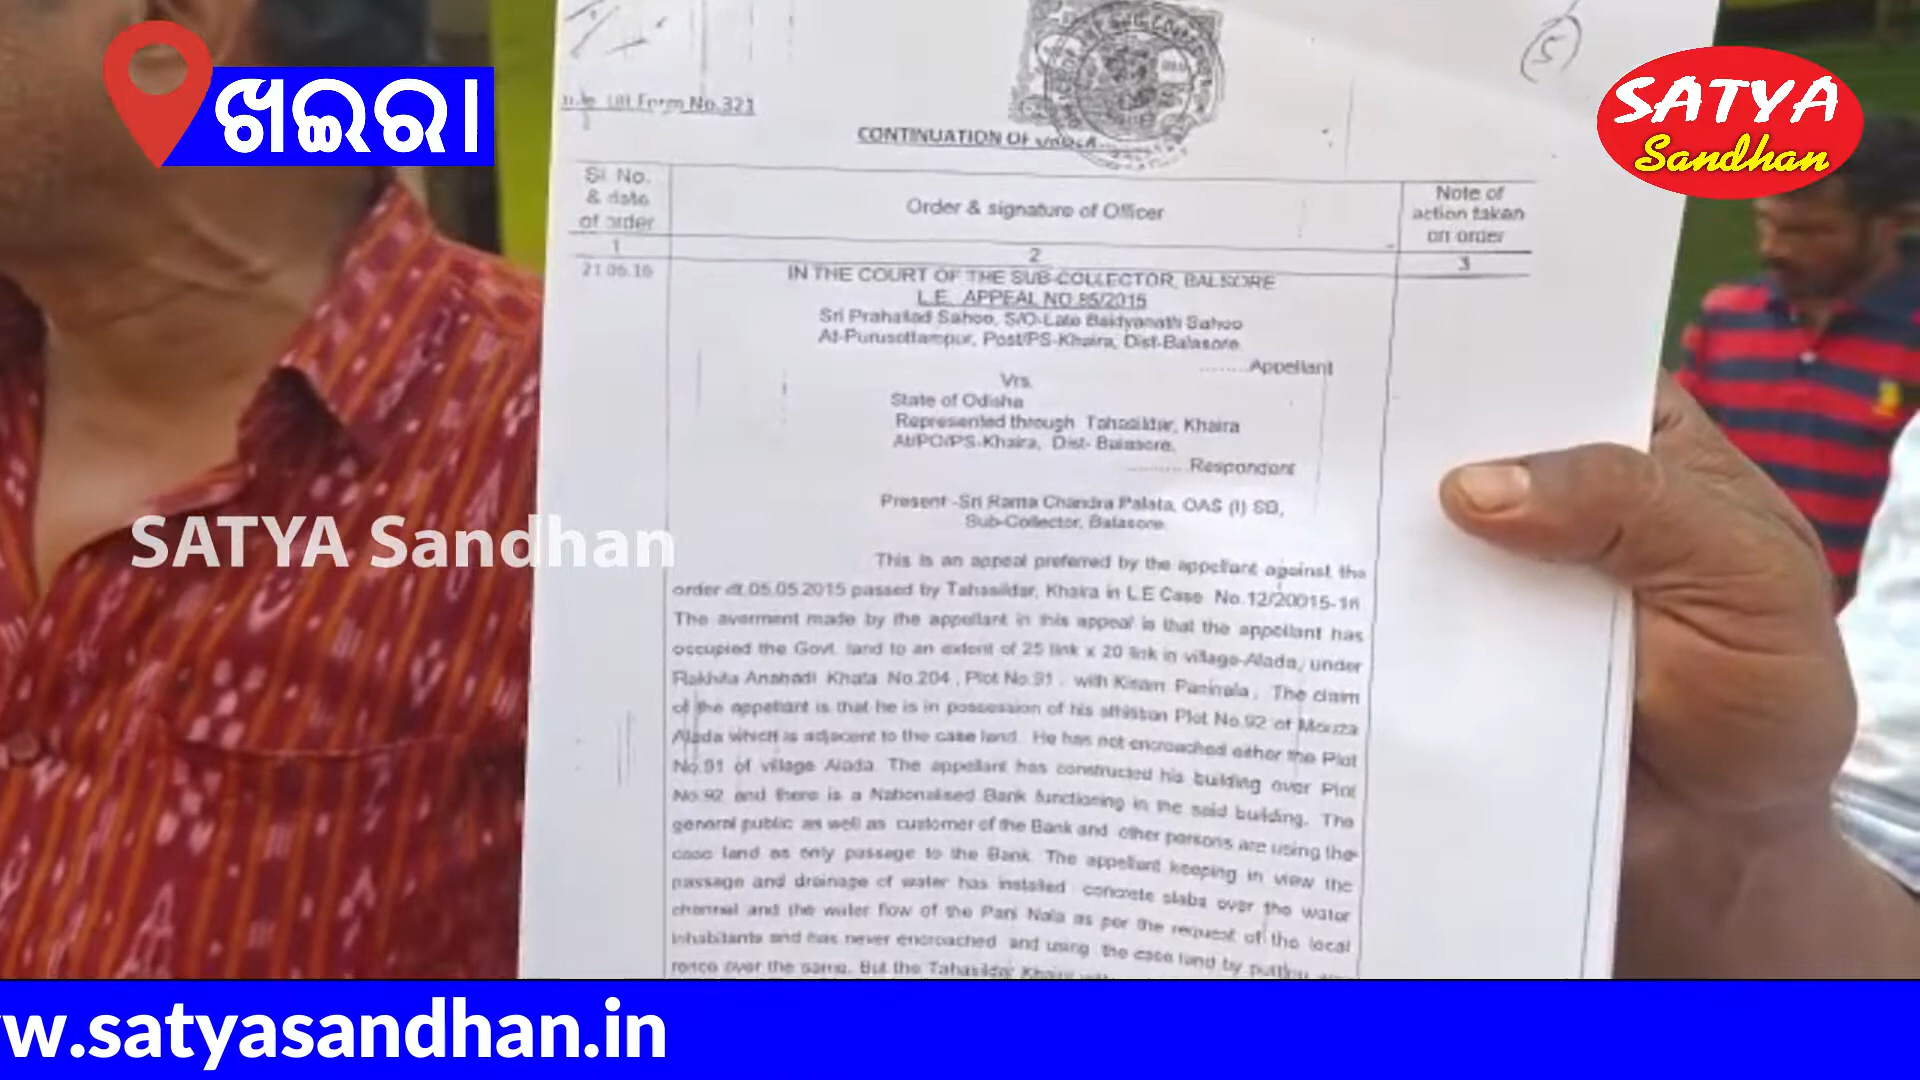 ଖଇରା
SATYA
Sandhan
5
Form No.321
CONTINUATION OF
Sl. No.
& date
of order
Order & signature of Officer
Note of
action taken
on order
1
2
3
21.06.16
IN THE COURT OF THE SUB-COLLECTOR, BALSORE
L.E. APPEAL NO.85/2015
Sri Prahallad Sahoo, S/O-Late Baidyanath Sahoo
At-Purusottampur, Post/PS-Khaira, Dist-Balasore.
........Appellant
Vrs.
State of Odisha
Represented through Tahasildar, Khaira
At/PO/PS-Khaira, Dist- Balasore.
..........Respondent
Present -Sri Rama Chandra Palata, OAS (I) SB,
Sub-Collector, Balasore.
SATYA Sandhan
This is an appeal preferred by the appellant against the
order dt.05.05.2015 passed by Tahasildar, Khaira in L.E Case No.12/20015-16
The averment made by the appellant in this appeal is that the appellant has
occupied the Govt. land to an extent of 25 link x 20 link in village-Alada, under
Rakhita Anabadi Khata No.204, Plot No.91, with Kisam Paninala, The claim
of the appellant is that he is in possession of his Plot No.92 of Mouza
Alada which is adjacent to the case land. He has not encroached either the Plot
No.91 of village Alada. The appellant has constructed his building over Plot
No.92 and there is a Nationalised Bank functioning in the said building. The
general public as well as customer of the Bank and other persons are using the
case land as only passage to the Bank. The appellant keeping in view the
passage and drainage of water has installed concrete slabs over the water
channel and the water flow of the Pani Nala as per the request of the local
inhabitants and has never encroached and using the case land by putting any
fence over the same. But the Tahasildar Khaira
w.satyasandhan.in